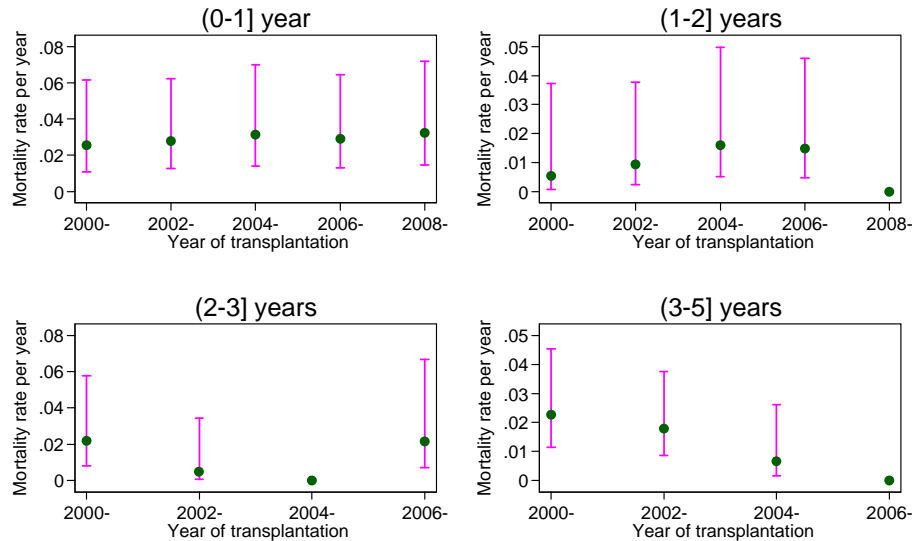 (0-1] year
Mortality rate per year
.08
.06
.04
.02
0
2000- 2002- 2004- 2006- 2008-
Year of transplantation
(1-2] years
Mortality rate per year
.05
.04
.03
.02
.01
0
2000- 2002- 2004- 2006- 2008-
Year of transplantation
(2-3] years
Mortality rate per year
.08
.06
.04
.02
0
2000- 2002- 2004- 2006-
Year of transplantation
(3-5] years
Mortality rate per year
.05
.04
.03
.02
.01
0
2000- 2002- 2004- 2006-
Year of transplantation